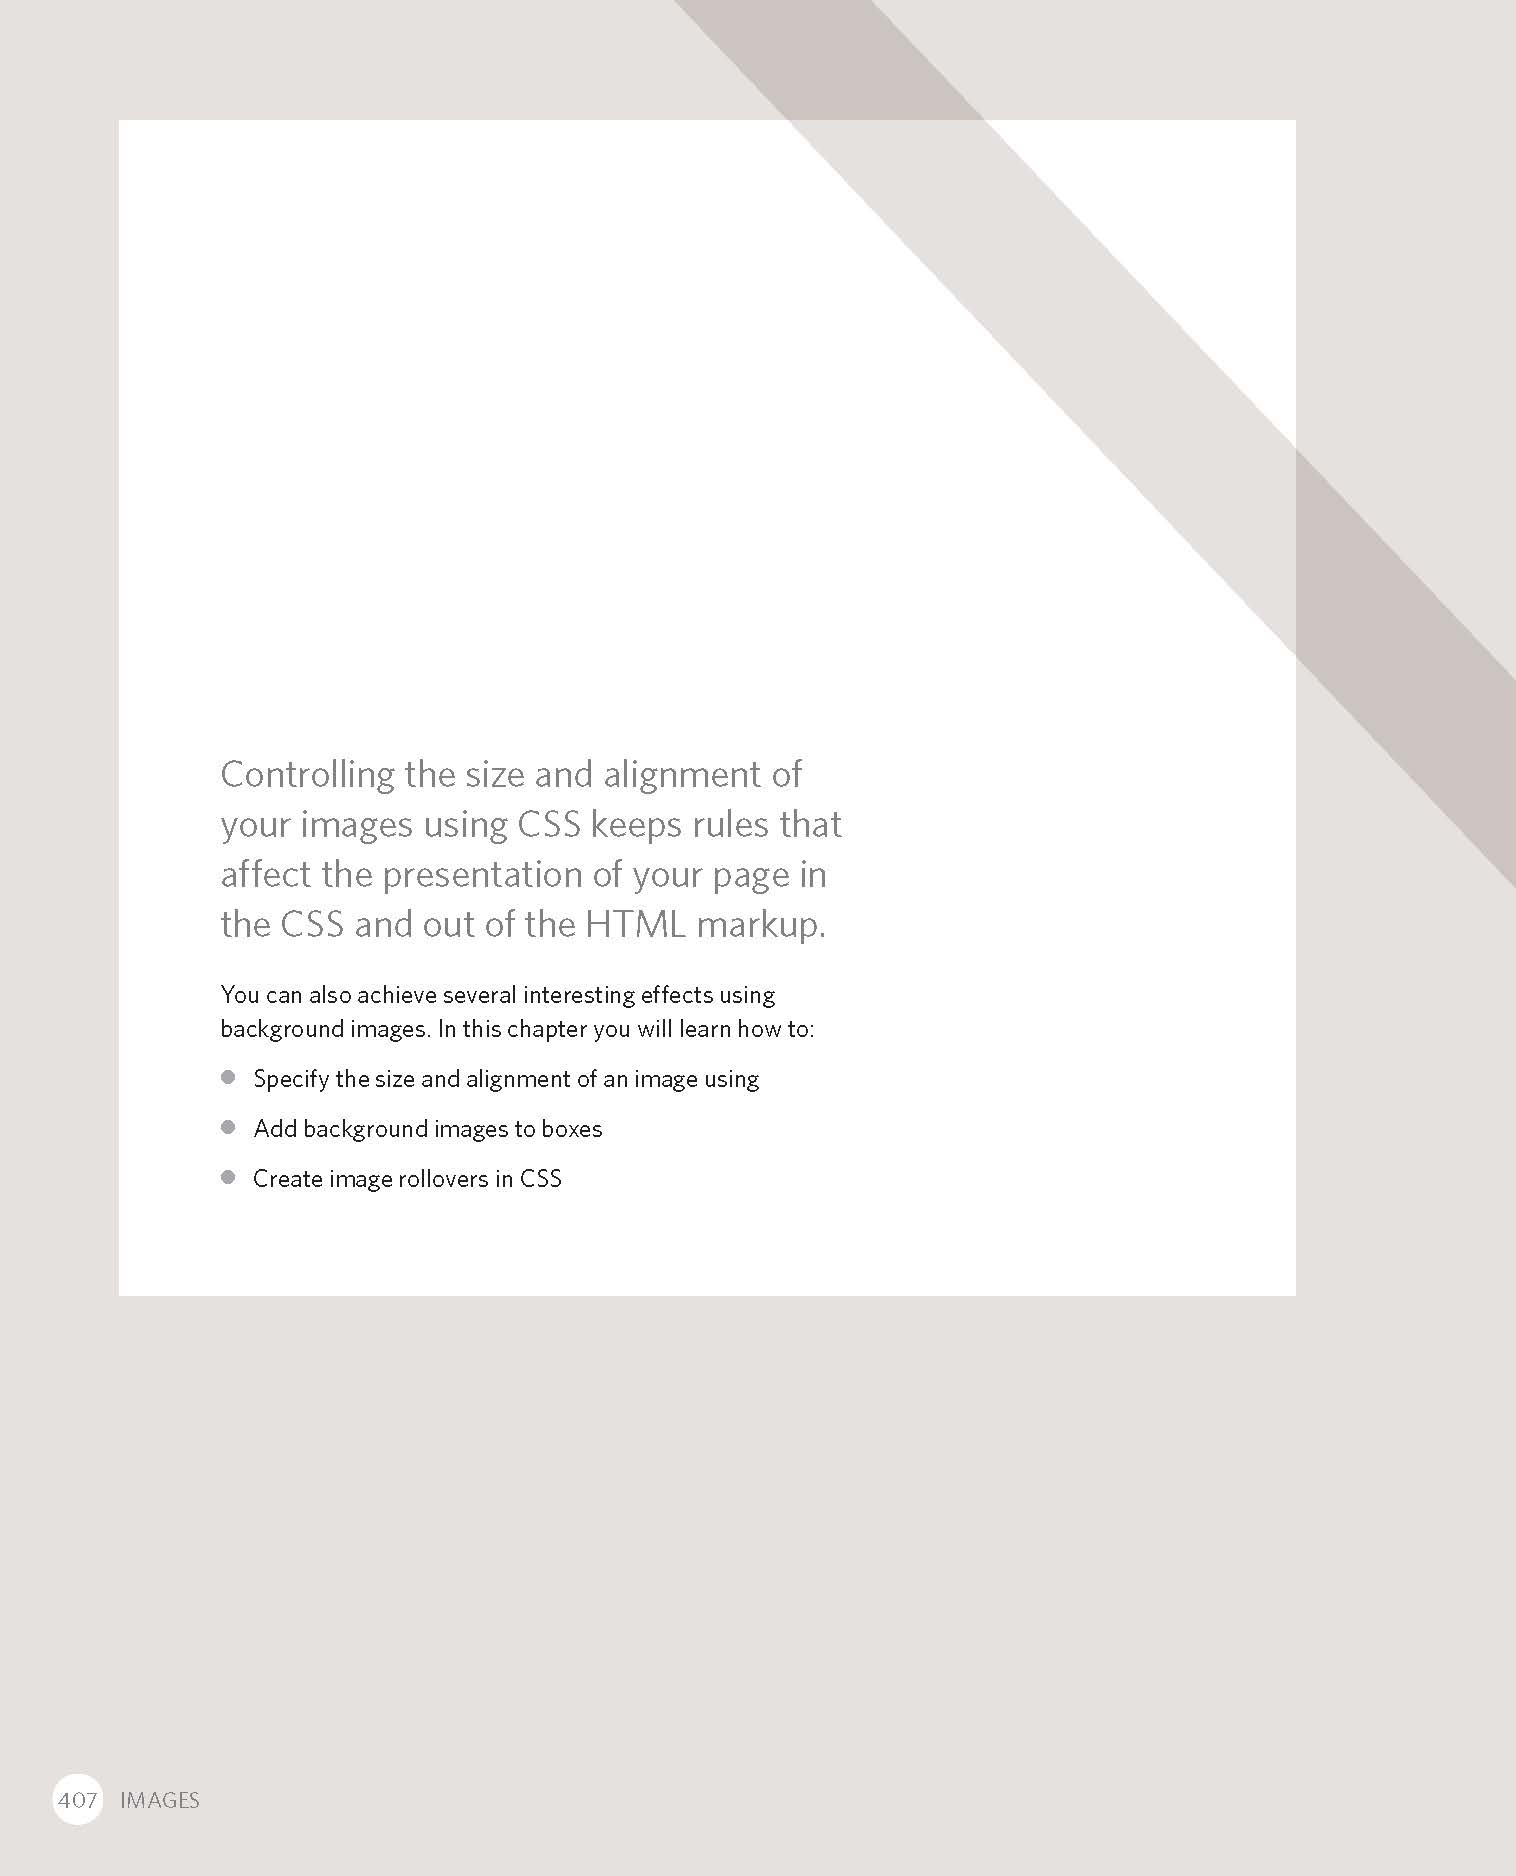 Controlling the size and alignment of
your images using CSS keeps rules that
affect the presentation of your page in
the CSS and out of the HTML markup.
You can also achieve several interesting effects using
background images. In this chapter you will learn how to:
● Specify the size and alignment of an image using
● Add background images to boxes
● Create image rollovers in CSS
407 IMAGES